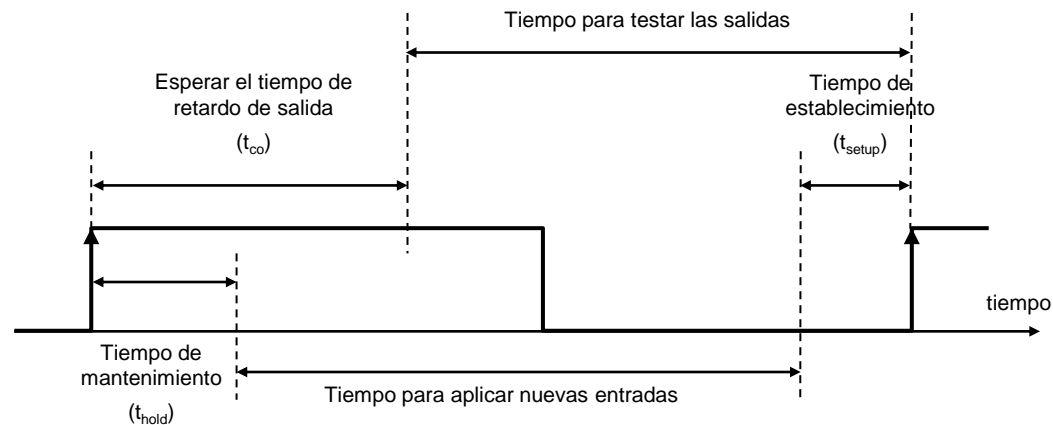 Tiempo para testar las salidas
Esperar el tiempo de
retardo de salida
(tco)
Tiempo de
establecimiento
(tsetup)
tiempo
Tiempo de
mantenimiento
(thold)
Tiempo para aplicar nuevas entradas